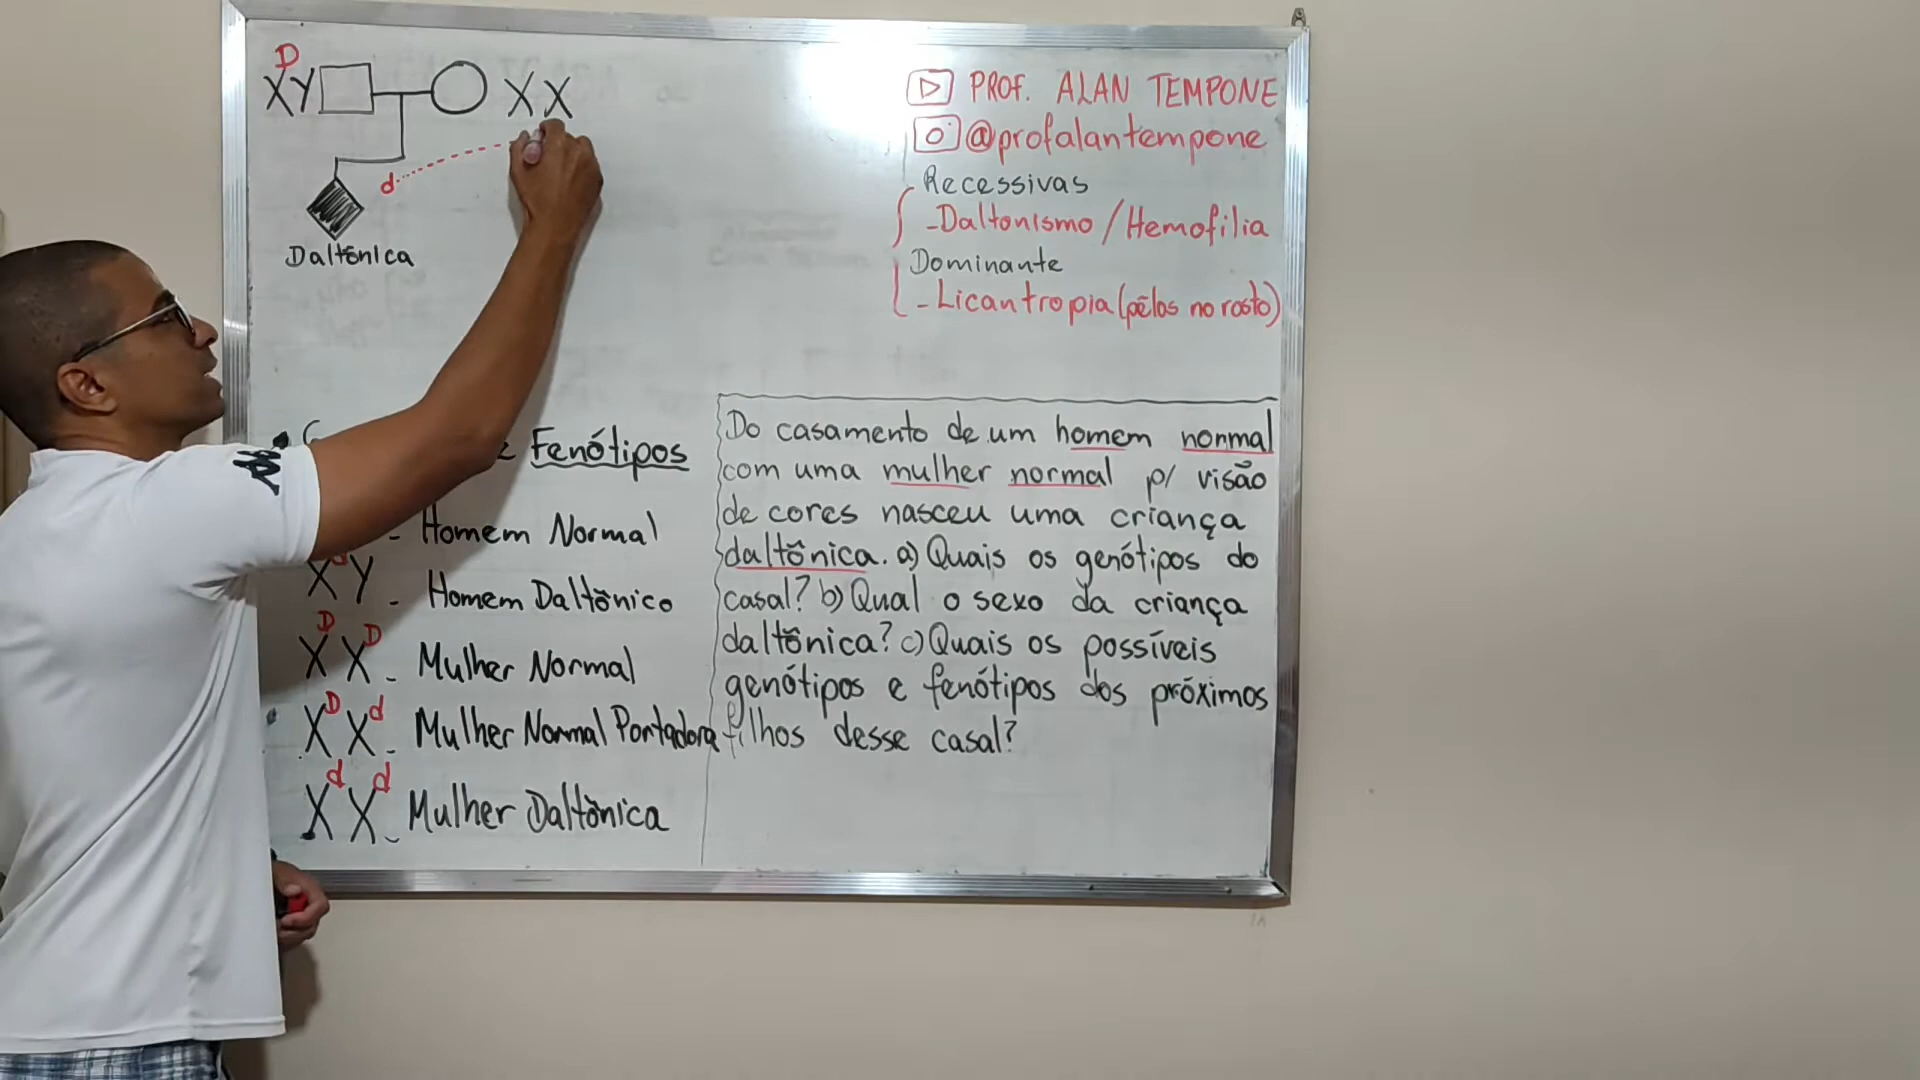 D
XY XX
d
Daltônica
PROF. ALAN TEMPONE
@profalantempone
Recessivas
-Daltonismo/Hemofilia
Dominante
-Licantropia (pêlos no rosto)
Fenótipos
- Homem Normal
XY - Homem Daltônico
D D
X X - Mulher Normal
D d
X X - Mulher Normal Portadora
d d
X X - Mulher Daltônica
Do casamento de um homem normal
com uma mulher normal p/ visão
de cores nasceu uma criança
daltônica. a) Quais os genótipos do
casal? b) Qual o sexo da criança
daltônica? c) Quais os possíveis
genótipos e fenótipos dos próximos
filhos desse casal?